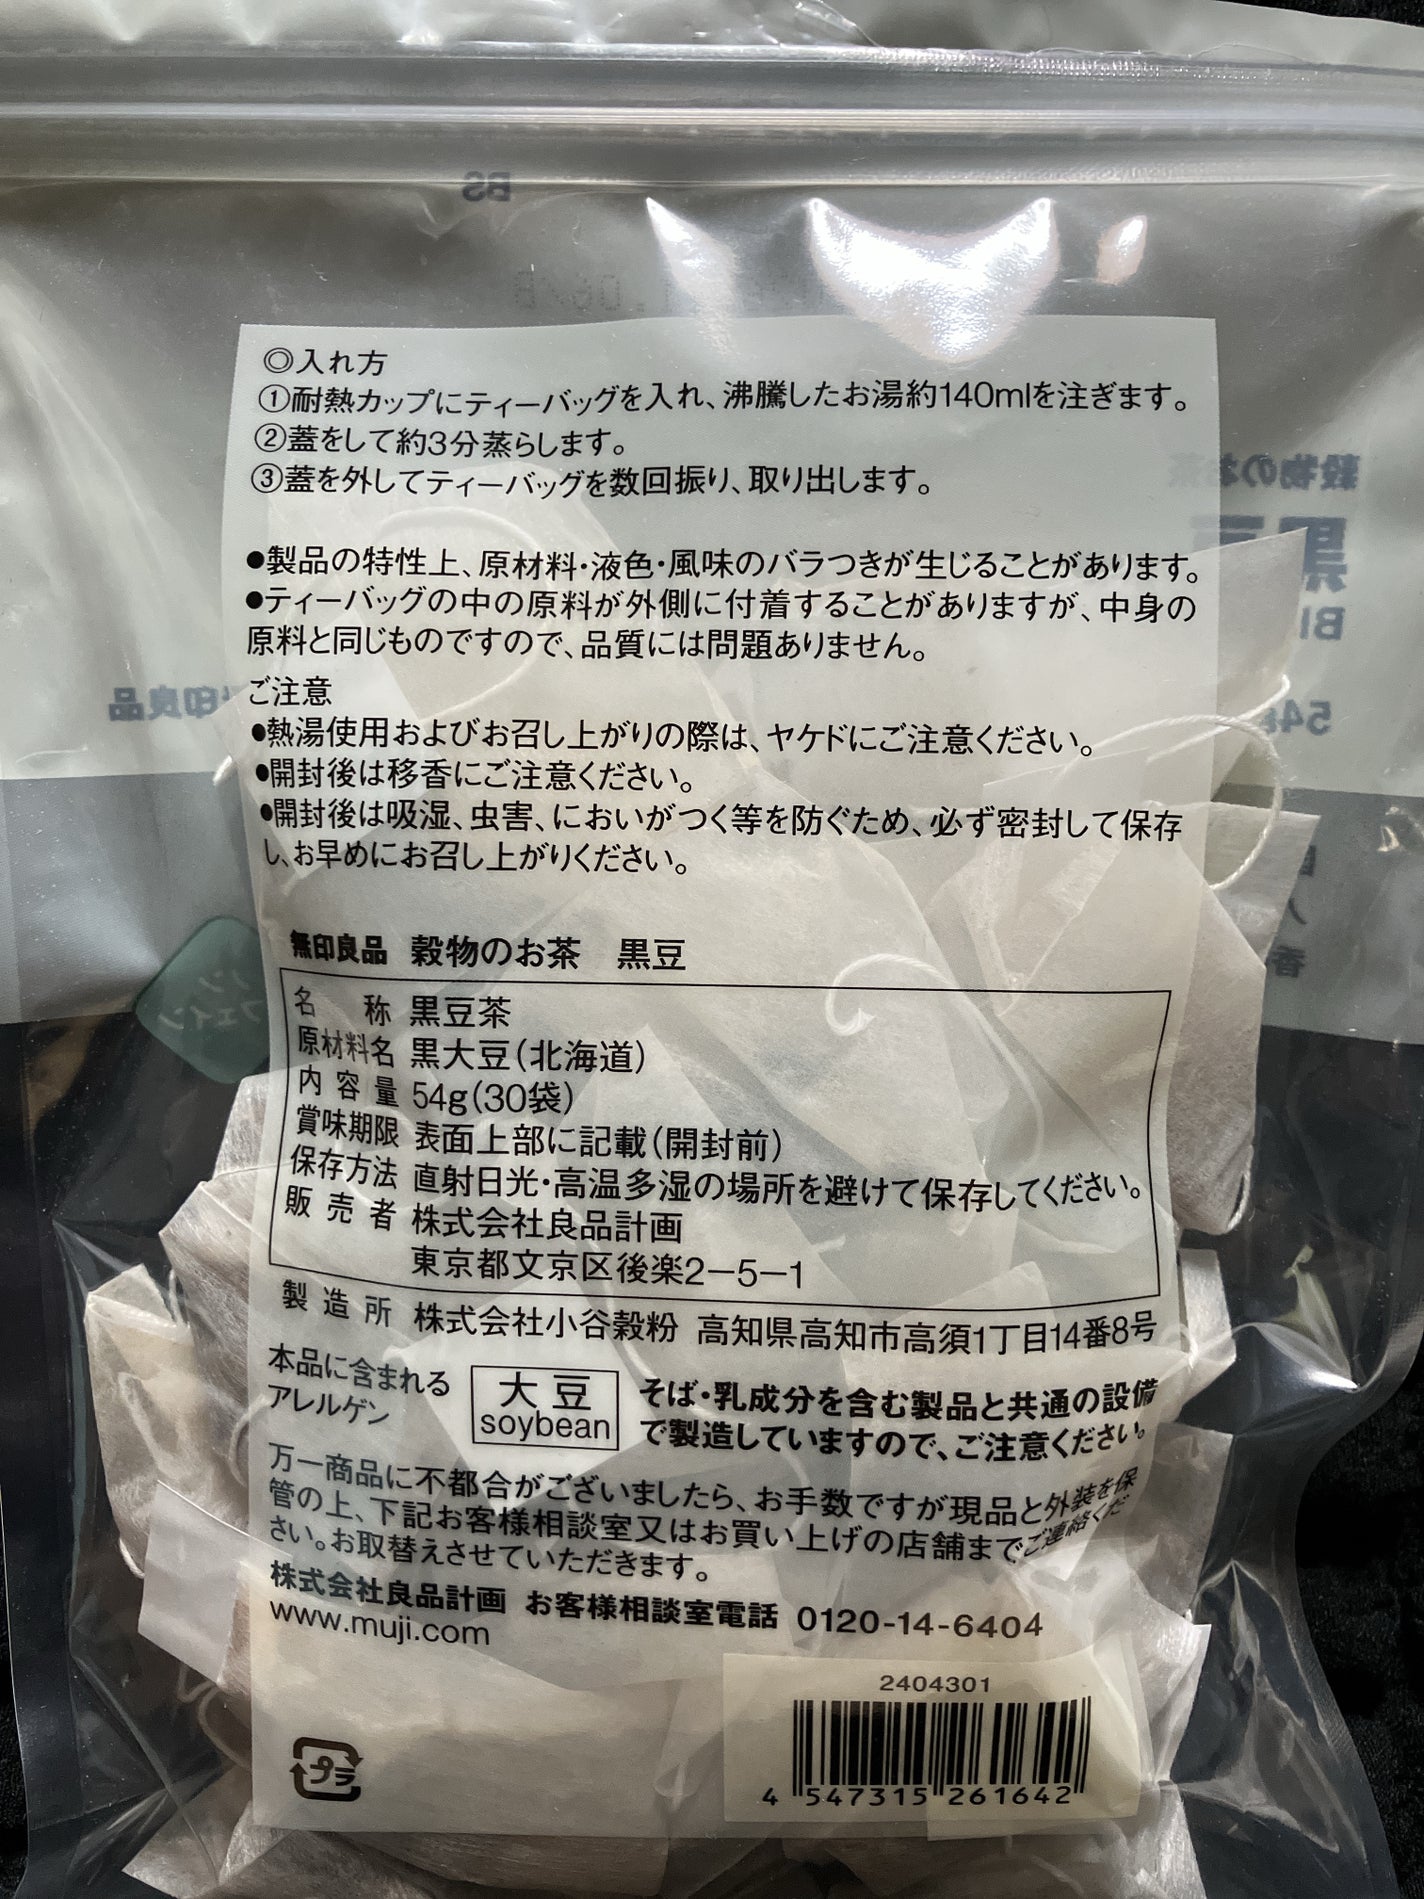 ◎入れ方
①耐熱カップにティーバッグを入れ、沸騰したお湯約140mlを注ぎます。
②蓋をして約3分蒸らします。
③蓋を外してティーバッグを数回振り、取り出します。
●製品の特性上、原材料・液色・風味のバラつきが生じることがあります。
●ティーバッグの中の原料が外側に付着することがありますが、中身の
原料と同じものですので、品質には問題ありません。
ご注意
●熱湯使用およびお召し上がりの際は、ヤケドにご注意ください。
●開封後は移香にご注意ください。
●開封後は吸湿、虫害、においがつく等を防ぐため、必ず密封して保存
し、お早めにお召し上がりください。
無印良品 穀物のお茶 黒豆
名称 黒豆茶
原材料名 黒大豆(北海道)
内容量 54g(30袋)
賞味期限 表面上部に記載(開封前)
保存方法 直射日光・高温多湿の場所を避けて保存してください。
販売者 株式会社良品計画
東京都文京区後楽2-5-1
製造所 株式会社小谷穀粉 高知県高知市高須1丁目14番8号
本品に含まれる
アレルゲン
大豆
soybean
そば・乳成分を含む製品と共通の設備
で製造していますので、ご注意ください。
万一商品に不都合がございましたら、お手数ですが現品と外装を保
管の上、下記お客様相談室又はお買い上げの店舗までご連絡くだ
さい。お取替えさせていただきます。
株式会社良品計画 お客様相談室電話 0120-14-6404
www.muji.com
プラ
2404301
4 547315 261642